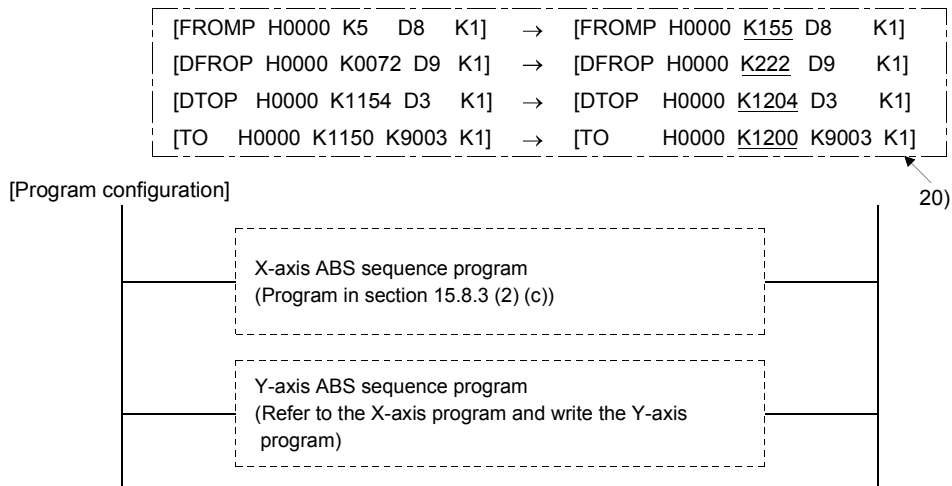 [FROMP H0000 K5 D8 K1] → [FROMP H0000 K155 D8 K1]
[DFROP H0000 K0072 D9 K1] → [DFROP H0000 K222 D9 K1]
[DTOP H0000 K1154 D3 K1] → [DTOP H0000 K1204 D3 K1]
[TO H0000 K1150 K9003 K1] → [TO H0000 K1200 K9003 K1]
20)
[Program configuration]
X-axis ABS sequence program
(Program in section 15.8.3 (2) (c))
Y-axis ABS sequence program
(Refer to the X-axis program and write the Y-axis
program)